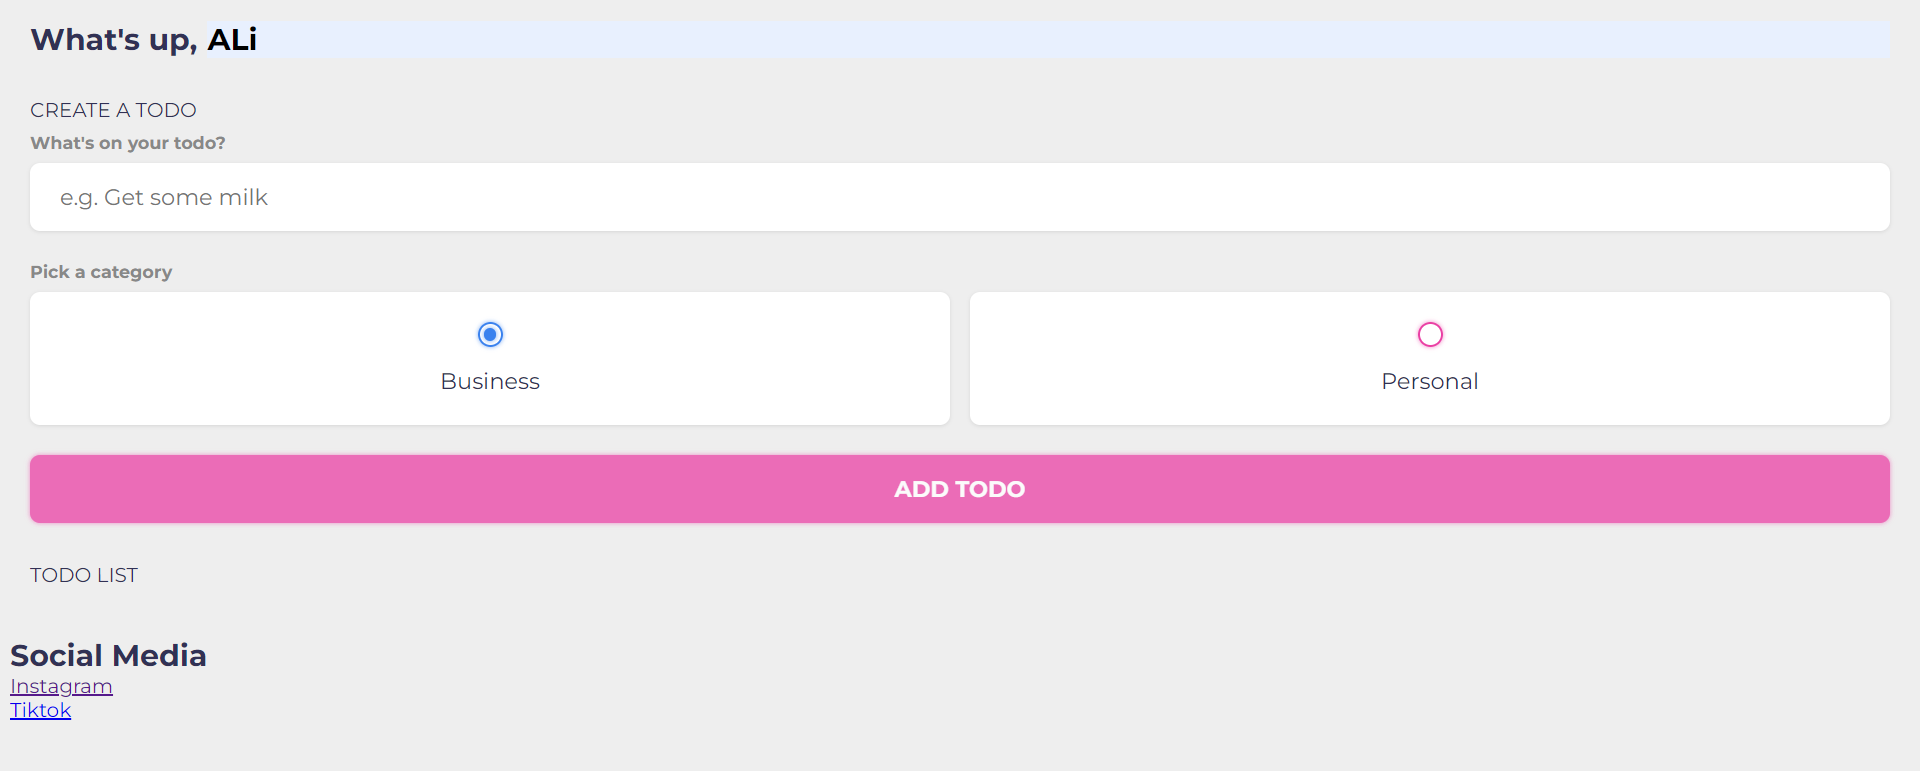 What's up, ALi
CREATE A TODO
What's on your todo?
e.g. Get some milk
Pick a category
Business
Personal
ADD TODO
TODO LIST
Social Media
Instagram
Tiktok